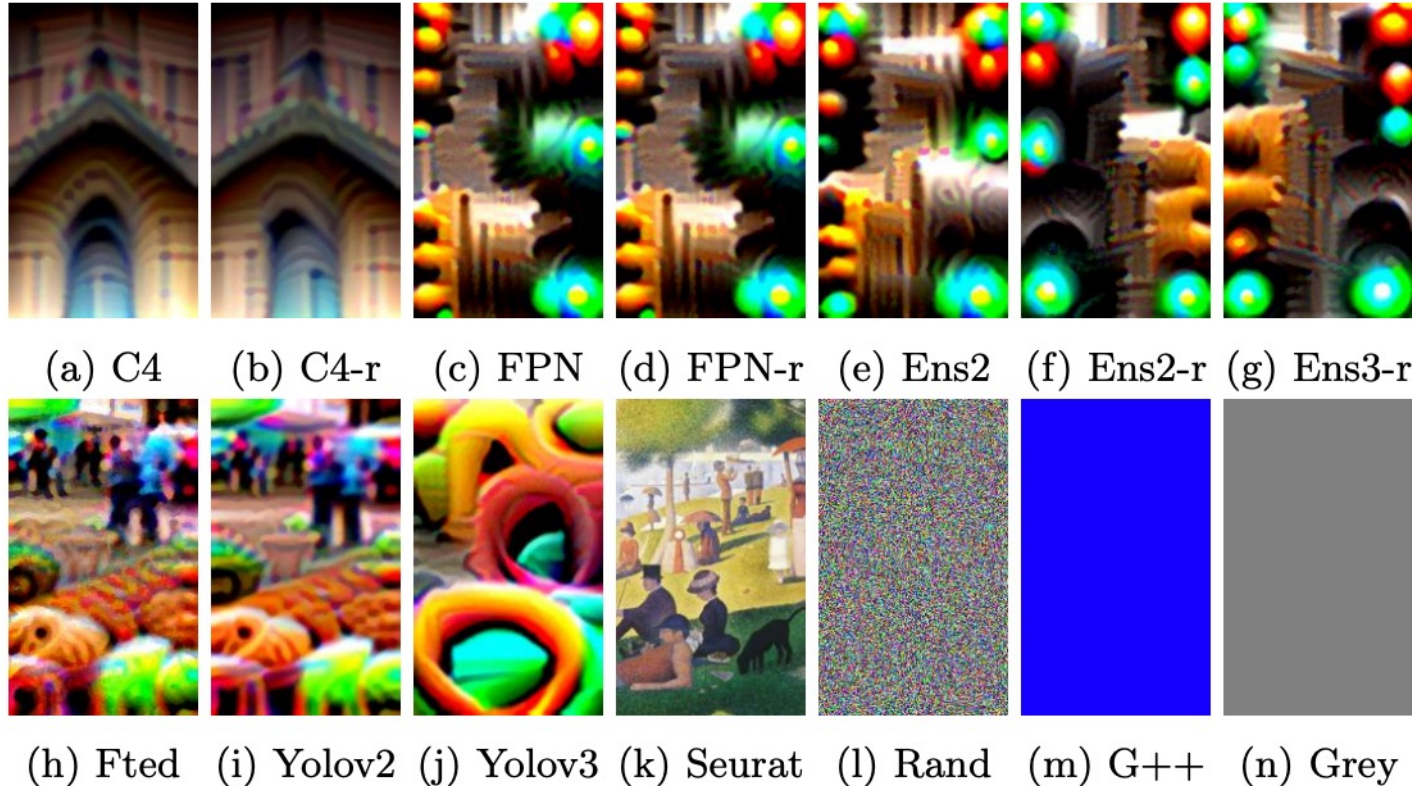 (a) C4 (b) C4-r (c) FPN (d) FPN-r (e) Ens2 (f) Ens2-r (g) Ens3-r
(h) Fted (i) Yolov2 (j) Yolov3 (k) Seurat (l) Rand (m) G++ (n) Grey